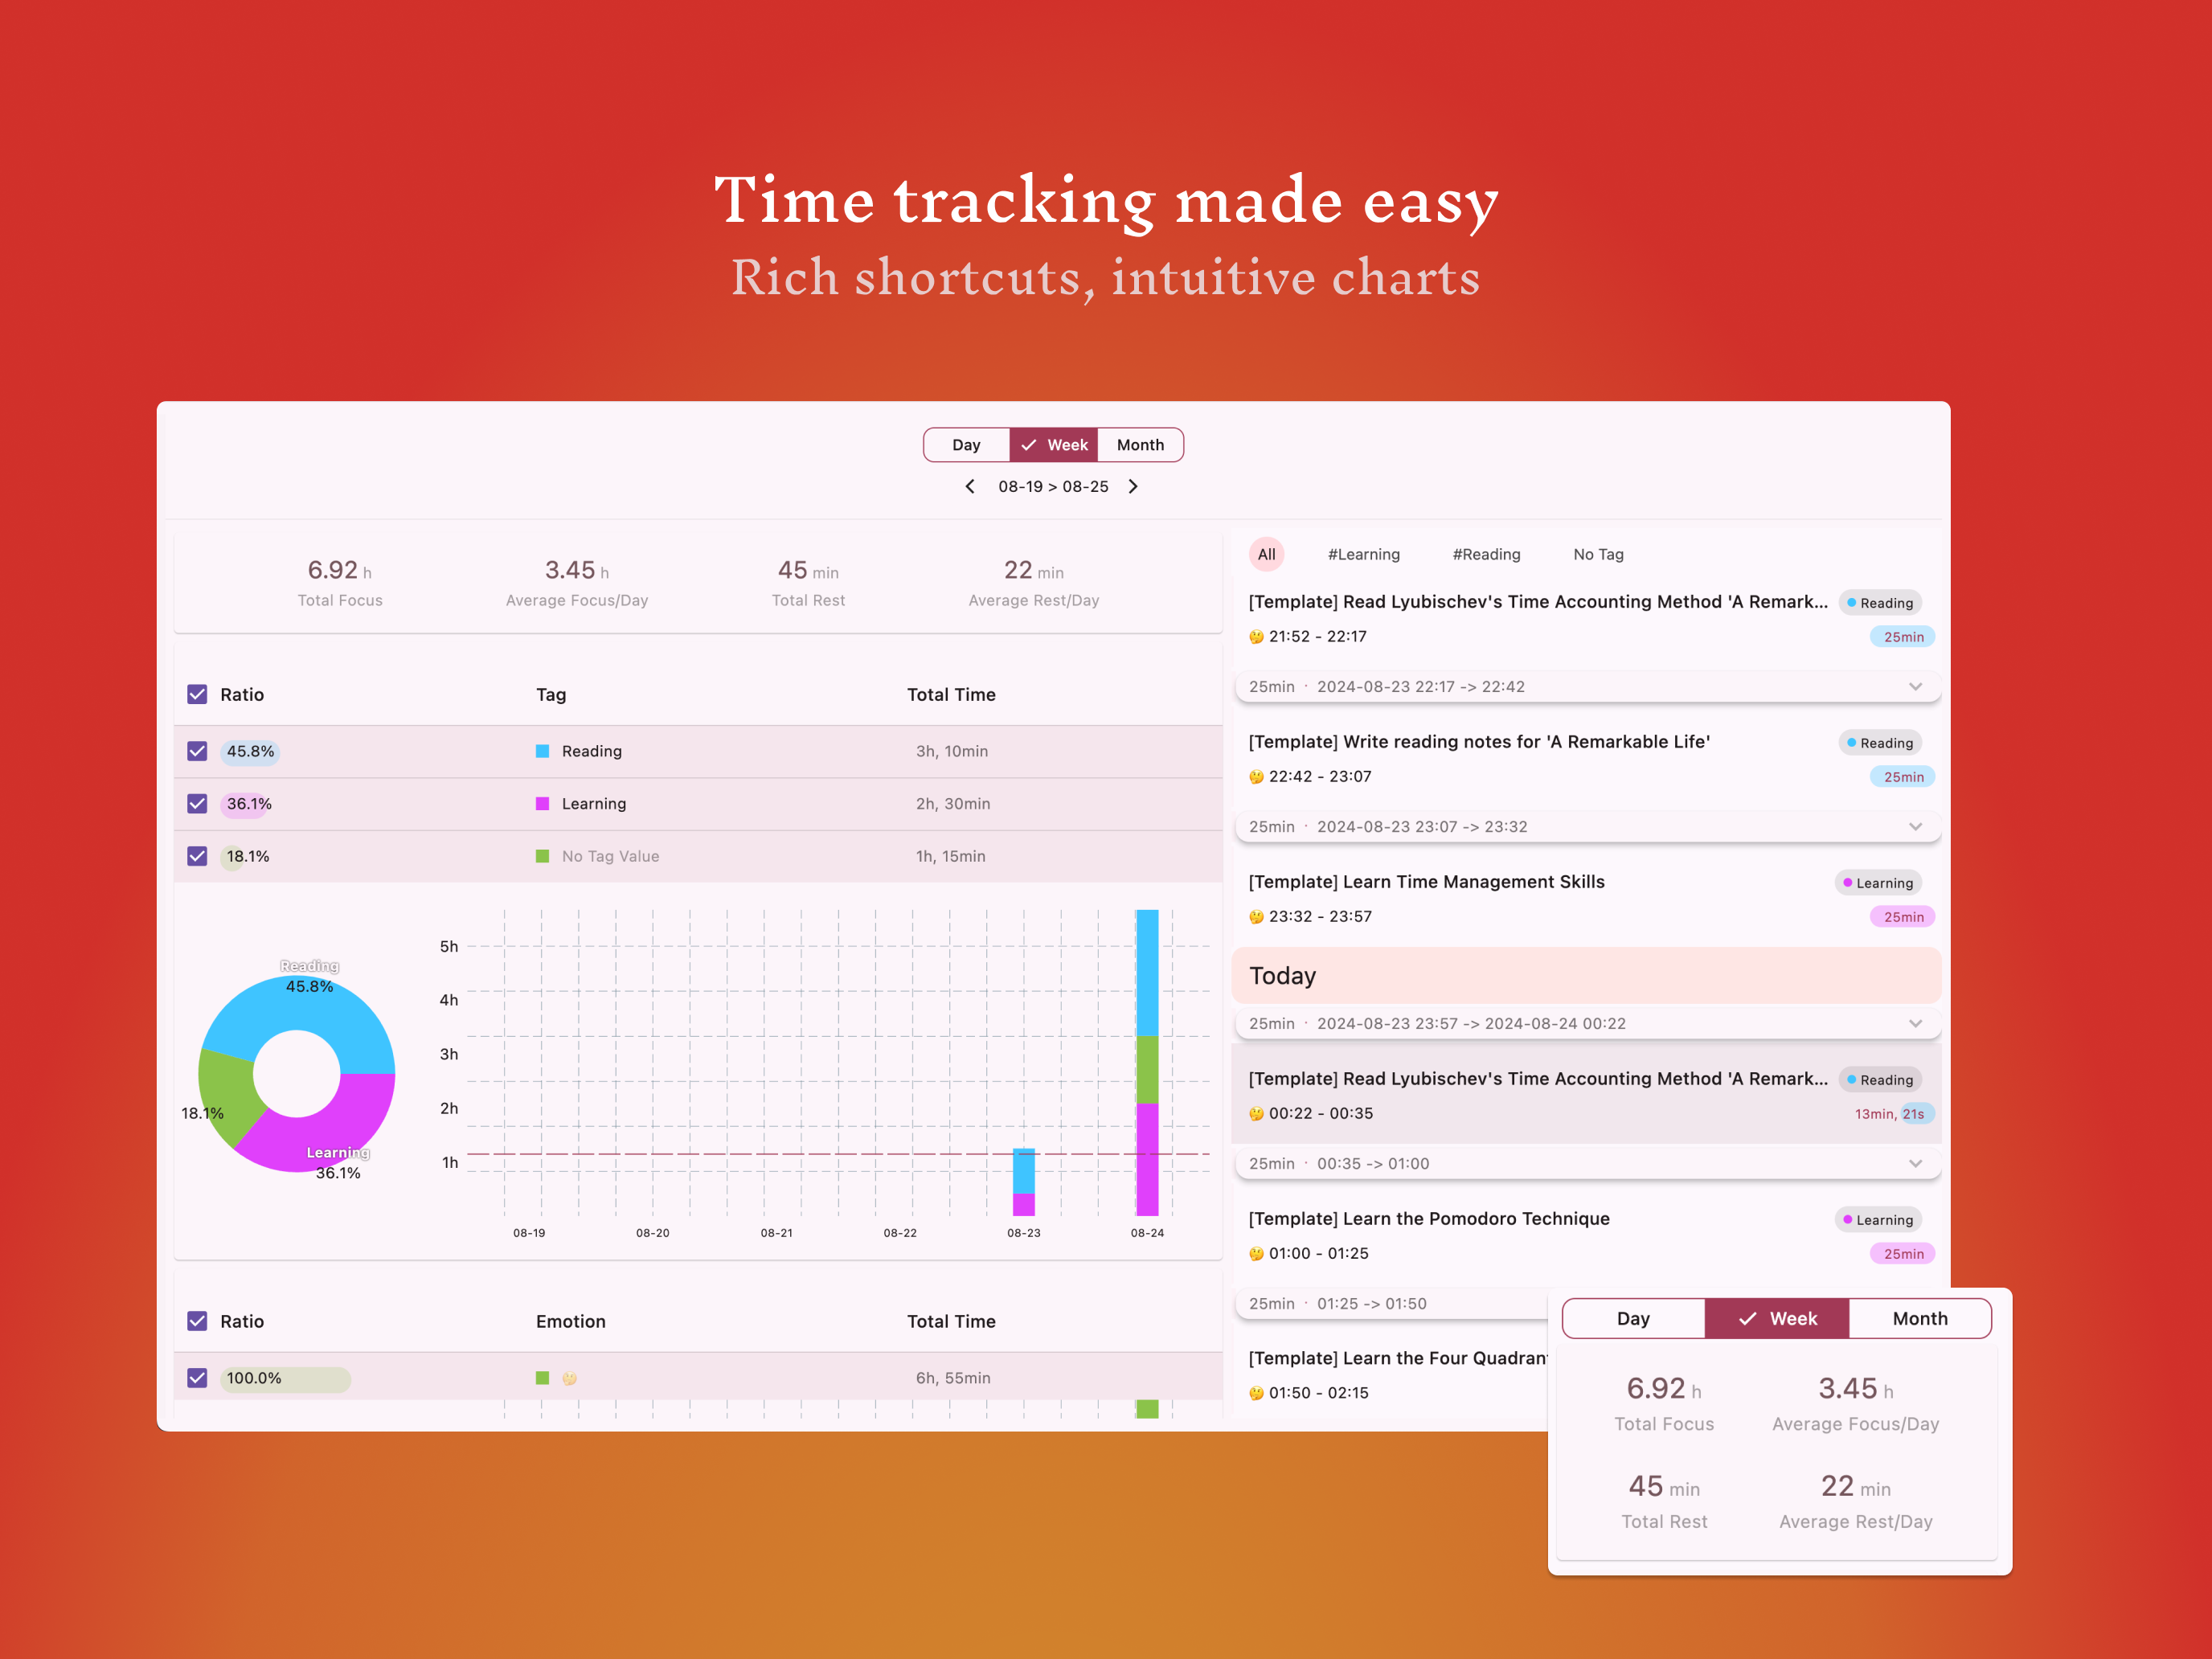 Time tracking made easy
Rich shortcuts, intuitive charts
Day Week Month
08-19 > 08-25
6.92 h 3.45 h 45 min 22 min
Total Focus Average Focus/Day Total Rest Average Rest/Day
Ratio Tag Total Time
45.8% Reading 3h, 10min
36.1% Learning 2h, 30min
18.1% No Tag Value 1h, 15min
Reading
45.8%
18.1%
Learning
36.1%
5h
4h
3h
2h
1h
08-19 08-20 08-21 08-22 08-23 08-24
Ratio Emotion Total Time
100.0% 6h, 55min
All #Learning #Reading No Tag
[Template] Read Lyubischev's Time Accounting Method 'A Remark... Reading
21:52 - 22:17 25min
25min · 2024-08-23 22:17 -> 22:42
[Template] Write reading notes for 'A Remarkable Life' Reading
22:42 - 23:07 25min
25min · 2024-08-23 23:07 -> 23:32
[Template] Learn Time Management Skills Learning
23:32 - 23:57 25min
Today
25min · 2024-08-23 23:57 -> 2024-08-24 00:22
[Template] Read Lyubischev's Time Accounting Method 'A Remark... Reading
00:22 - 00:35 13min, 21s
25min · 00:35 -> 01:00
[Template] Learn the Pomodoro Technique Learning
01:00 - 01:25 25min
25min · 01:25 -> 01:50
[Template] Learn the Four
01:50 - 02:15
Day Week Month
6.92 h 3.45 h
Total Focus Average Focus/Day
45 min 22 min
Total Rest Average Rest/Day